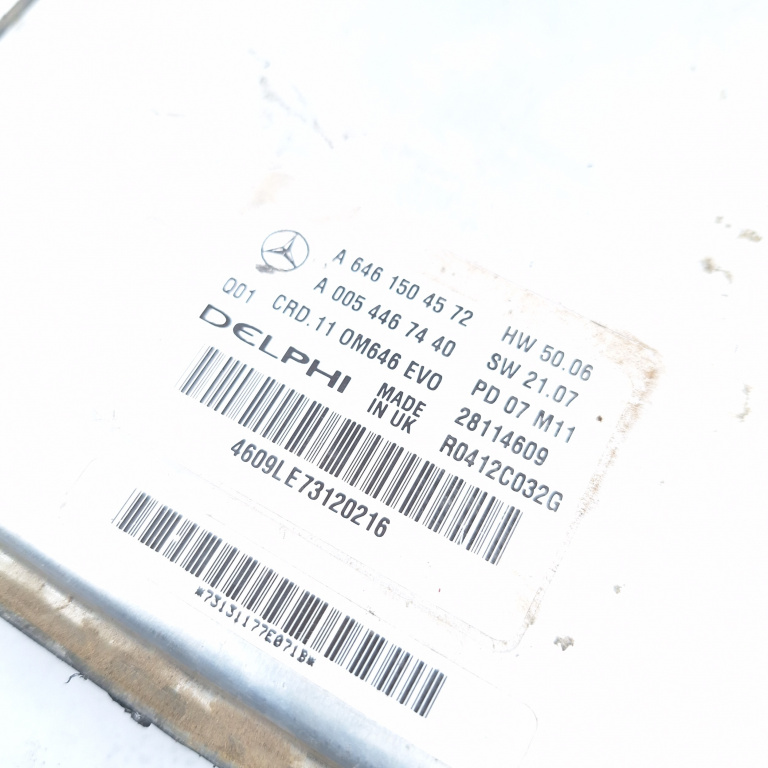 A 646 150 45 72 HW 50.06
A 005 446 74 40 SW 21.07
Q01 CRD.11 OM646 EVO PD 07 M11
DELPHI MADE IN UK 28114609
R0412C032G
4609LE73120216
*73131177E071B*